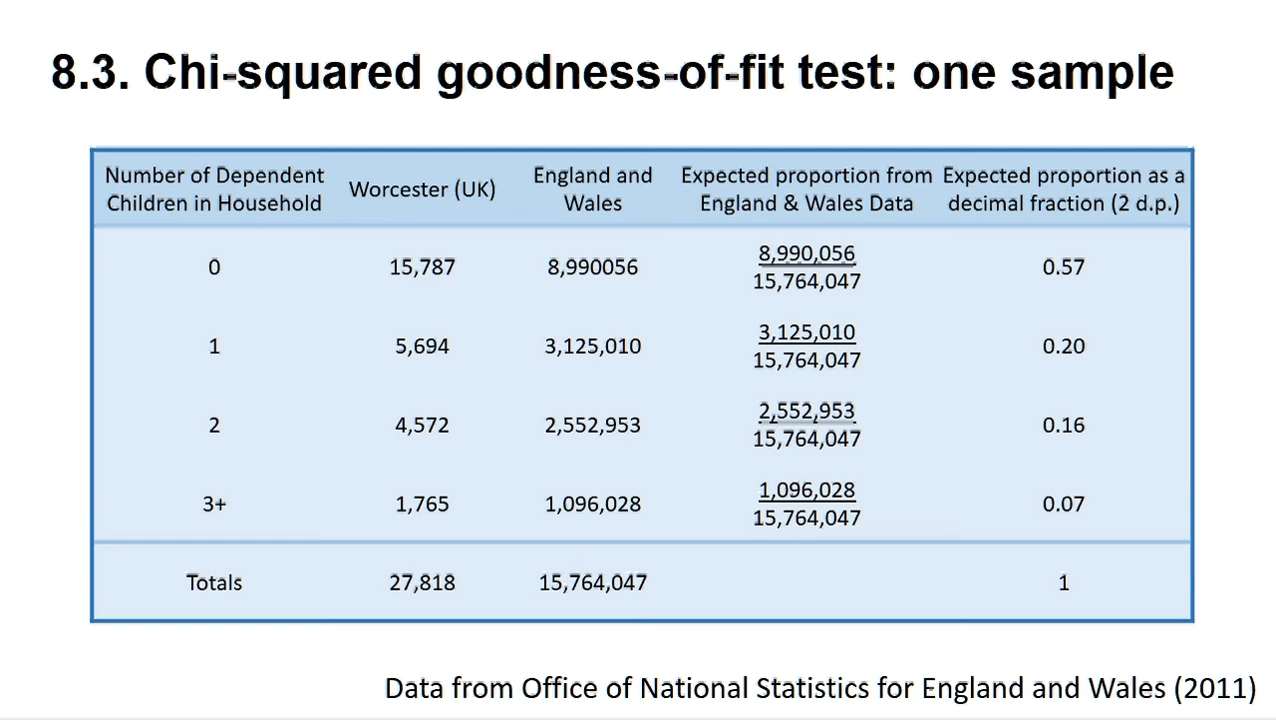 8.3. Chi-squared goodness-of-fit test: one sample
Number of Dependent Children in Household Worcester (UK) England and Wales Expected proportion from England & Wales Data Expected proportion as a decimal fraction (2 d.p.)
0 15,787 8,990056 8,990,056 0.57
15,764,047
1 5,694 3,125,010 3,125,010 0.20
15,764,047
2 4,572 2,552,953 2,552,953 0.16
15,764,047
3+ 1,765 1,096,028 1,096,028 0.07
15,764,047
Totals 27,818 15,764,047 1
Data from Office of National Statistics for England and Wales (2011)